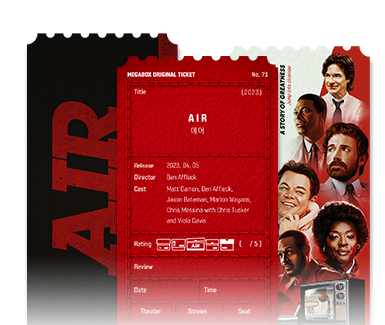 AIR
MEGABOX ORIGINAL TICKET
No. 73
Title
(2023)
AIR
에어
Release 2023. 04. 05
Director Ben Affleck
Cast Matt Damon, Ben Affleck,
Jason Bateman, Marlon Wayans,
Chris Messina with Chris Tucker
and Viola Davis
Rating ( / 5)
Review
Date
Time
Theater
Screen
Seat
A STORY OF GREATNESS